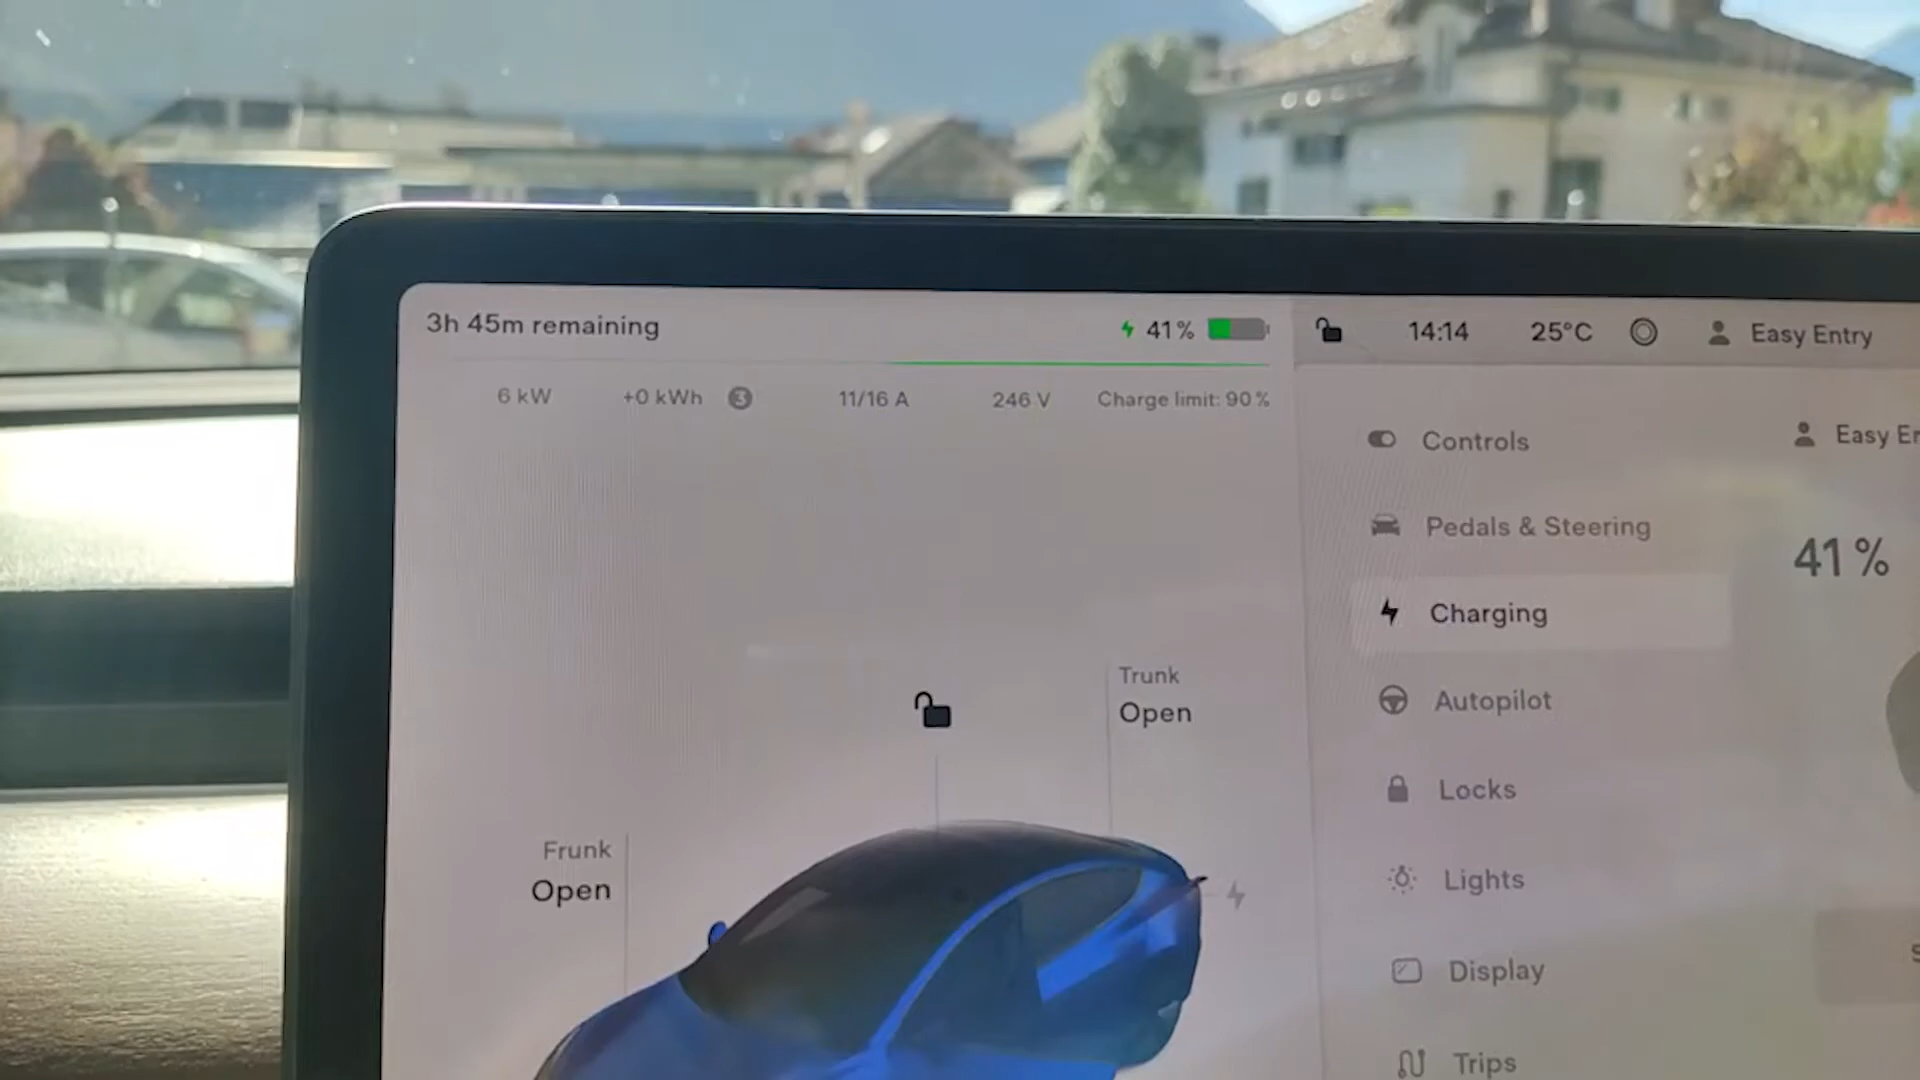 3h 45m remaining
41%
14:14
25°C
Easy Entry
6 kW
+0 kWh
3
11/16 A
246 V
Charge limit: 90%
Controls
Pedals & Steering
Charging
Autopilot
Locks
Lights
Display
Trips
Easy En
41%
Trunk
Open
Frunk
Open